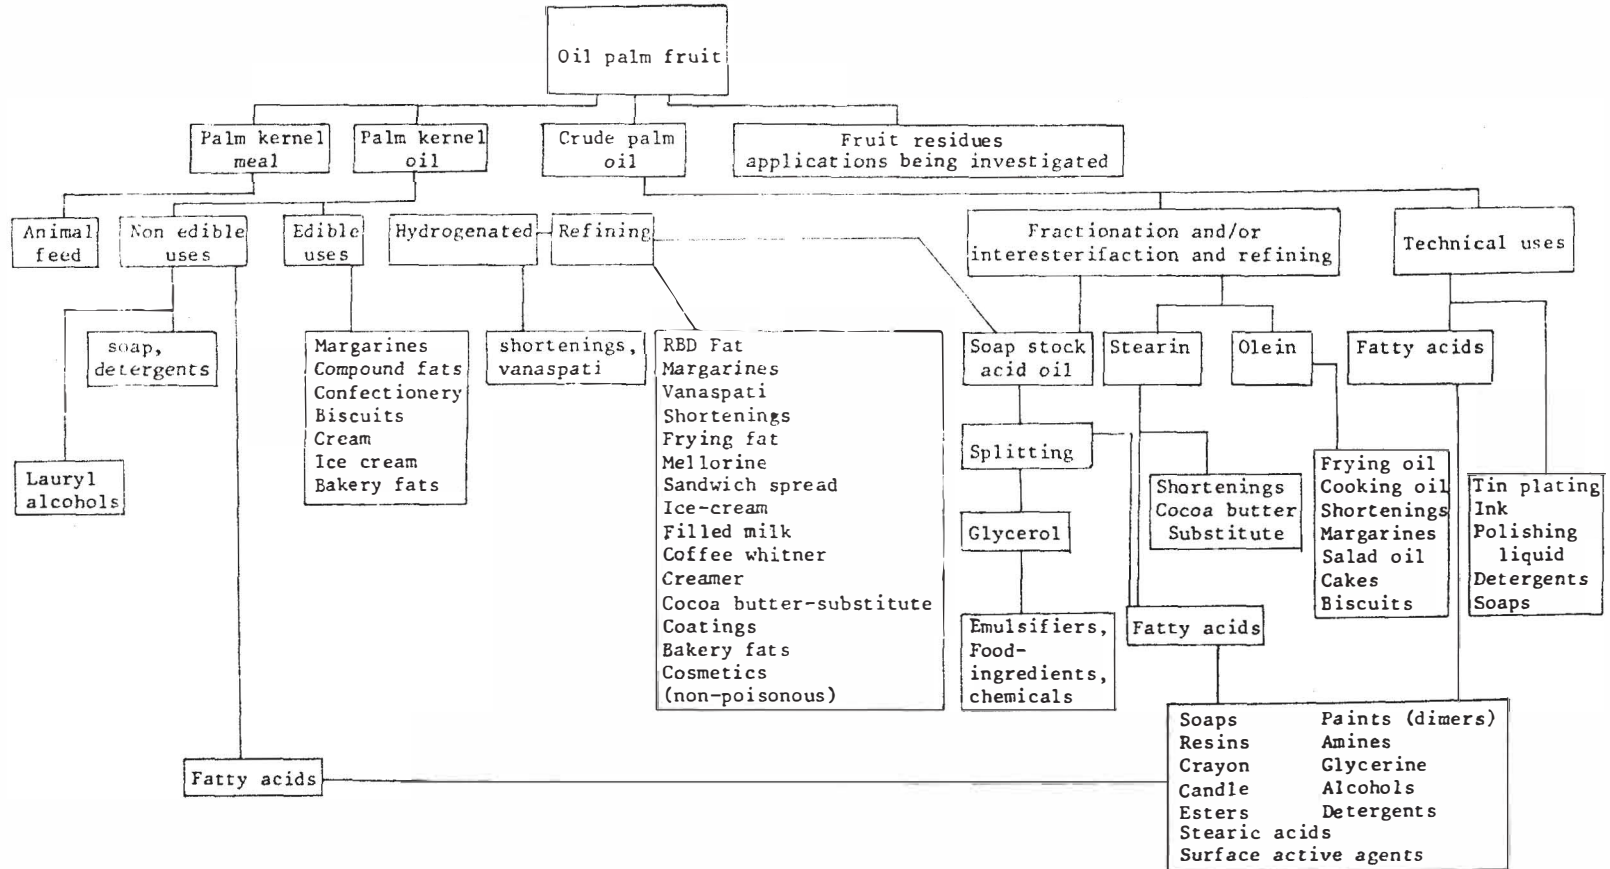 Oil palm fruit
Palm kernel
meal
Palm kernel
oil
Crude palm
oil
Fruit residues
applications being investigated
Animal
feed
Non edible
uses
Edible
uses
Hydrogenated
Refining
Fractionation and/or
interesterifaction and refining
Technical uses
soap,
detergents
Margarines
Compound fats
Confectionery
Biscuits
Cream
Ice cream
Bakery fats
shortenings,
vanaspati
RBD Fat
Margarines
Vanaspati
Shortenings
Frying fat
Mellorine
Sandwich spread
Ice-cream
Filled milk
Coffee whitner
Creamer
Cocoa butter-substitute
Coatings
Bakery fats
Cosmetics
(non-poisonous)
Soap stock
acid oil
Stearin
Olein
Fatty acids
Lauryl
alcohols
Splitting
Glycerol
Emulsifiers,
Food-
ingredients,
chemicals
Shortenings
Cocoa butter
Substitute
Fatty acids
Frying oil
Cooking oil
Shortenings
Margarines
Salad oil
Cakes
Biscuits
Tin plating
Ink
Polishing
liquid
Detergents
Soaps
Fatty acids
Soaps Paints (dimers)
Resins Amines
Crayon Glycerine
Candle Alcohols
Esters Detergents
Stearic acids
Surface active agents